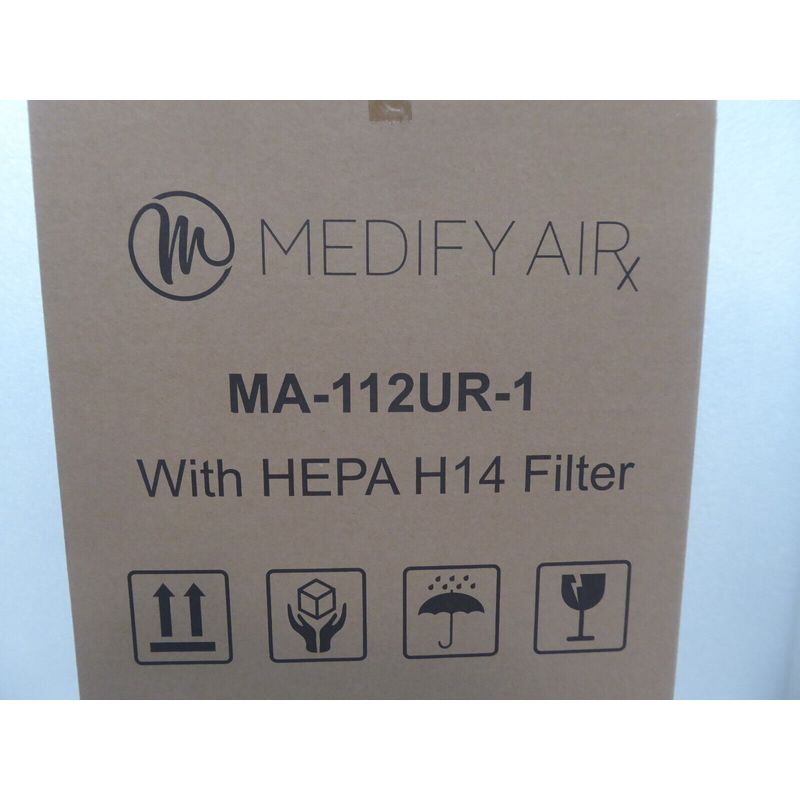 m MEDIFY AIRx
MA-112UR-1
With HEPA H14 Filter